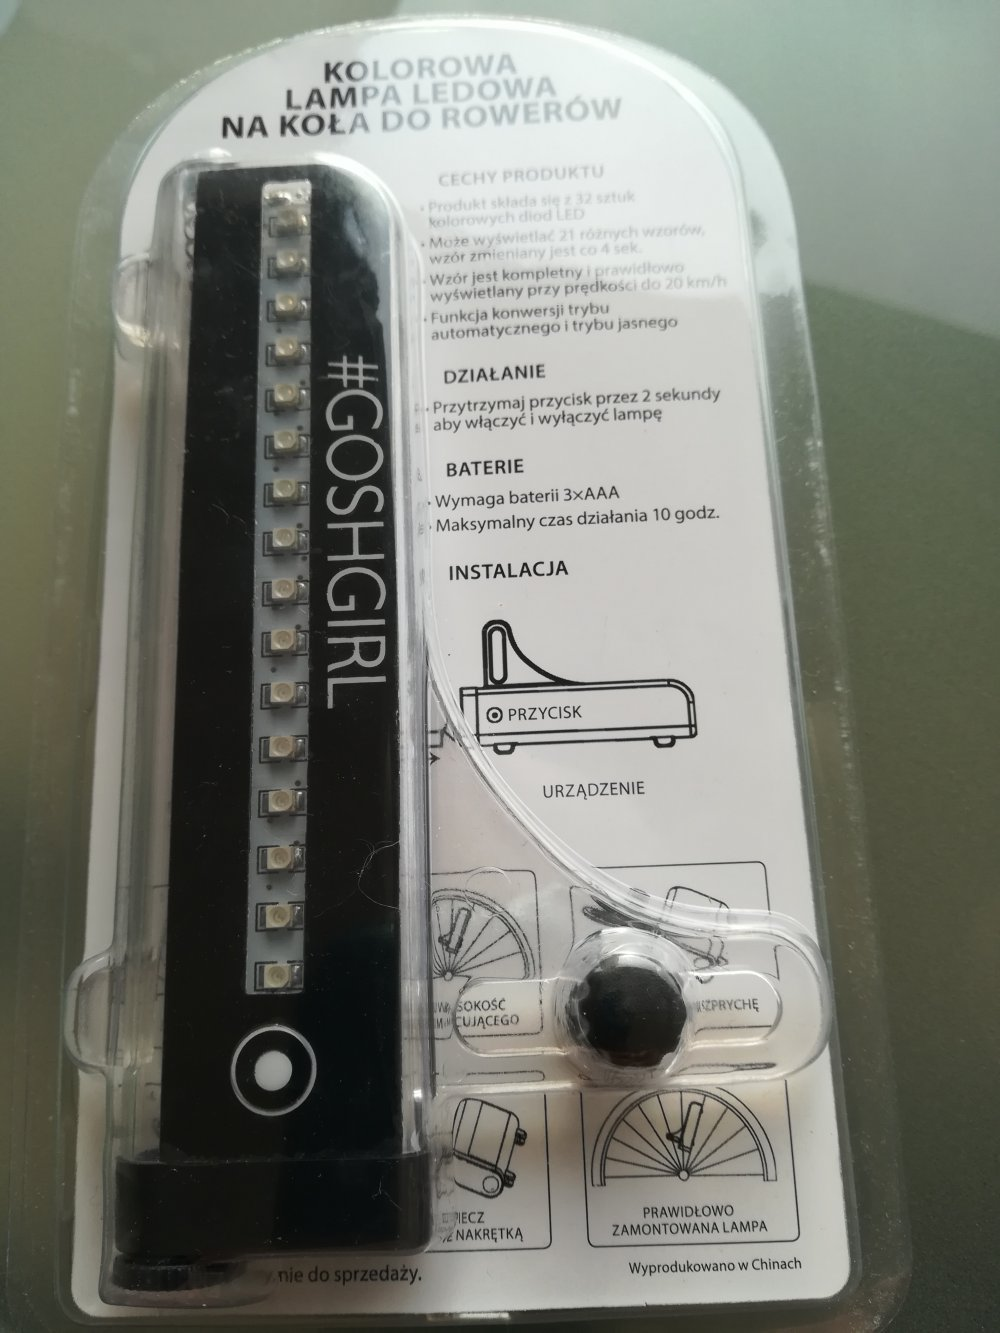 KOLOROWA
LAMPA LEDOWA
NA KOŁA DO ROWERÓW
CECHY PRODUKTU
• Produkt składa się z 32 sztuk
kolorowych diod LED
• Może wyświetlać 21 różnych wzorów,
wzór zmieniany jest co 4 sek.
• Wzór jest kompletny i prawidłowo
wyświetlany przy prędkości do 20 km/h
• Funkcja konwersji trybu
automatycznego i trybu jasnego
#GOSHGIRL
DZIAŁANIE
• Przytrzymaj przycisk przez 2 sekundy
aby włączyć i wyłączyć lampę
BATERIE
• Wymaga baterii 3×AAA
• Maksymalny czas działania 10 godz.
INSTALACJA
PRZYCISK
URZĄDZENIE
SOKOŚĆ
CUJĄCEGO
SZPRYCHĘ
NAKRĘTKĄ
PRAWIDŁOWO
ZAMONTOWANA LAMPA
nie do sprzedaży.
Wyprodukowano w Chinach